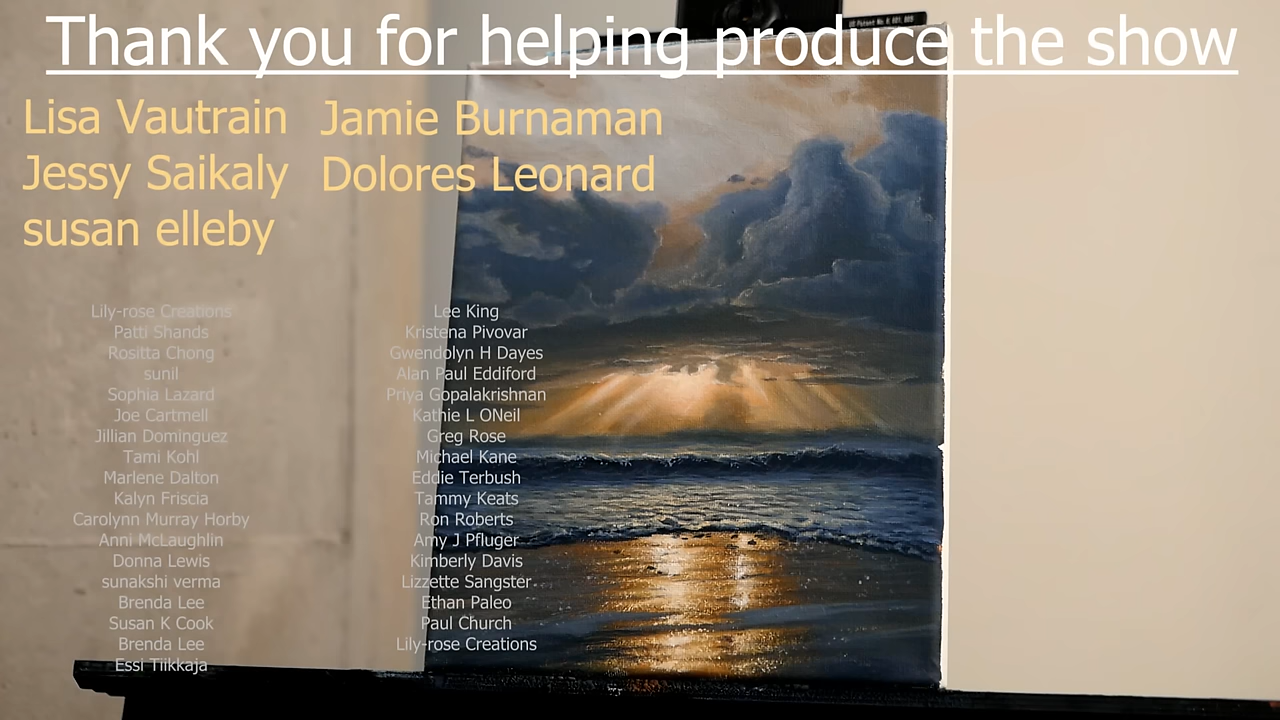 Thank you for helping produce the show
Lisa Vautrain
Jessy Saikaly
susan elleby
Jamie Burnaman
Dolores Leonard
Lily-rose Creations
Patti Shands
Rositta Chong
sunil
Sophia Lazard
Joe Cartmell
Jillian Dominguez
Tami Kohl
Marlene Dalton
Kalyn Friscia
Carolynn Murray Horby
Anni McLaughlin
Donna Lewis
sunakshi verma
Brenda Lee
Susan K Cook
Brenda Lee
Essi Tiikkaja
Lee King
Kristena Pivovar
Gwendolyn H Dayes
Alan Paul Eddiford
Priya Gopalakrishnan
Kathie L ONeil
Greg Rose
Michael Kane
Eddie Terbush
Tammy Keats
Ron Roberts
Amy J Pfluger
Kimberly Davis
Lizzette Sangster
Ethan Paleo
Paul Church
Lily-rose Creations